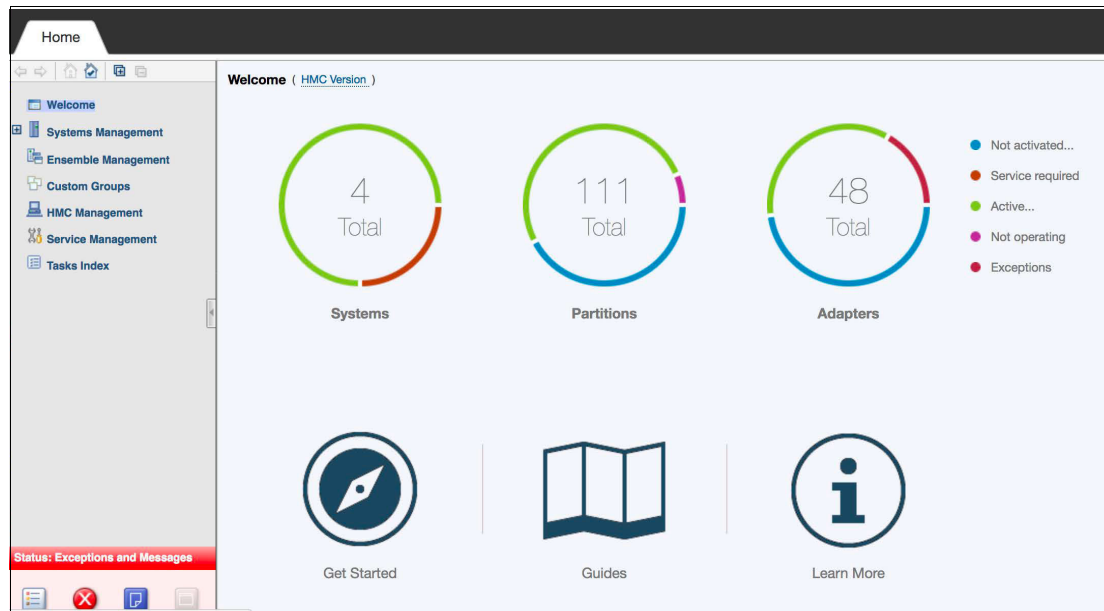 Home
Welcome ( HMC Version )
Welcome
Systems Management
Ensemble Management
Custom Groups
HMC Management
Service Management
Tasks Index
4
Total
Systems
111
Total
Partitions
48
Total
Adapters
Not activated...
Service required
Active...
Not operating
Exceptions
Get Started
Guides
Learn More
Status: Exceptions and Messages